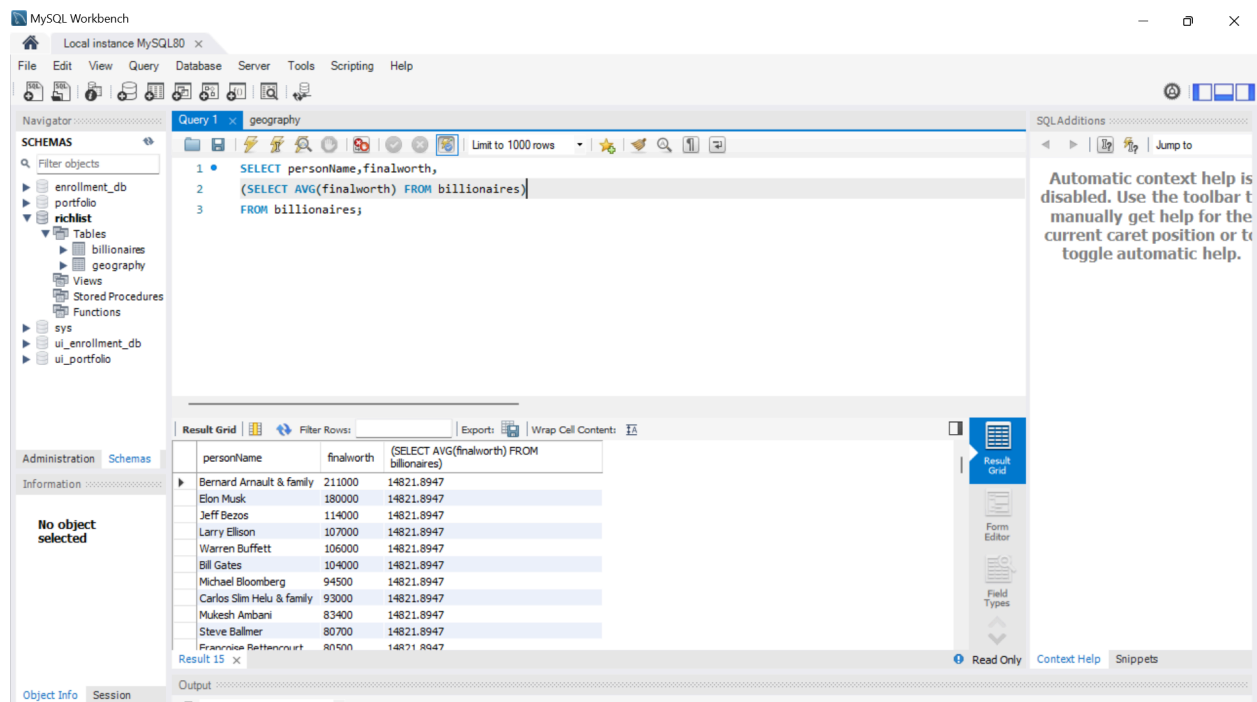 MySQL Workbench
Local instance MySQL80
File Edit View Query Database Server Tools Scripting Help
Navigator
SCHEMAS
Filter objects
enrollment_db
portfolio
richlist
Tables
billionaires
geography
Views
Stored Procedures
Functions
sys
ui_enrollment_db
ui_portfolio
Administration Schemas
Information
No object
selected
Object Info Session
Query 1 geography
Limit to 1000 rows
1 SELECT personName,finalworth,
2 (SELECT AVG(finalworth) FROM billionaires)
3 FROM billionaires;
Result Grid Filter Rows: Export: Wrap Cell Content:
personName finalworth (SELECT AVG(finalworth) FROM
billionaires)
Bernard Arnault & family 211000 14821.8947
Elon Musk 180000 14821.8947
Jeff Bezos 114000 14821.8947
Larry Ellison 107000 14821.8947
Warren Buffett 106000 14821.8947
Bill Gates 104000 14821.8947
Michael Bloomberg 94500 14821.8947
Carlos Slim Helu & family 93000 14821.8947
Mukesh Ambani 83400 14821.8947
Steve Ballmer 80700 14821.8947
Francoise Bettencourt 80500 14821.8947
Result
Grid
Form
Editor
Field
Types
Result 15 Read Only
Output
SQLAdditions
Jump to
Automatic context help is
disabled. Use the toolbar t
manually get help for the
current caret position or to
toggle automatic help.
Context Help Snippets